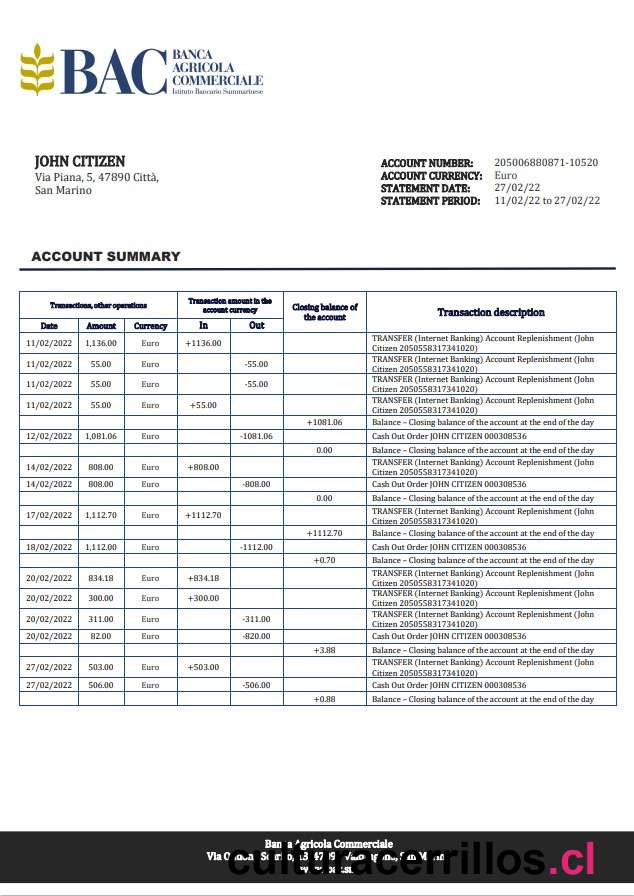 BAC
BANCA
AGRICOLA
COMMERCIALE
Istituto Bancario Sammarinese
JOHN CITIZEN
Via Piana, 5, 47890 Città,
San Marino
ACCOUNT NUMBER: 205006880871-10520
ACCOUNT CURRENCY: Euro
STATEMENT DATE: 27/02/22
STATEMENT PERIOD: 11/02/22 to 27/02/22
ACCOUNT SUMMARY
Transactions, other operations
Transaction amount in the
account currency
Closing balance of
the account
Transaction description
Date Amount Currency In Out
11/02/2022 1,136.00 Euro +1136.00 TRANSFER (Internet Banking) Account Replenishment (John
Citizen 2050558317341020)
11/02/2022 55.00 Euro -55.00 TRANSFER (Internet Banking) Account Replenishment (John
Citizen 2050558317341020)
11/02/2022 55.00 Euro -55.00 TRANSFER (Internet Banking) Account Replenishment (John
Citizen 2050558317341020)
11/02/2022 55.00 Euro +55.00 TRANSFER (Internet Banking) Account Replenishment (John
Citizen 2050558317341020)
+1081.06 Balance – Closing balance of the account at the end of the day
12/02/2022 1,081.06 Euro -1081.06 Cash Out Order JOHN CITIZEN 000308536
0.00 Balance – Closing balance of the account at the end of the day
14/02/2022 808.00 Euro +808.00 TRANSFER (Internet Banking) Account Replenishment (John
Citizen 2050558317341020)
14/02/2022 808.00 Euro -808.00 Cash Out Order JOHN CITIZEN 000308536
0.00 Balance – Closing balance of the account at the end of the day
17/02/2022 1,112.70 Euro +1112.70 TRANSFER (Internet Banking) Account Replenishment (John
Citizen 2050558317341020)
+1112.70 Balance – Closing balance of the account at the end of the day
18/02/2022 1,112.00 Euro -1112.00 Cash Out Order JOHN CITIZEN 000308536
+0.70 Balance – Closing balance of the account at the end of the day
20/02/2022 834.18 Euro +834.18 TRANSFER (Internet Banking) Account Replenishment (John
Citizen 2050558317341020)
20/02/2022 300.00 Euro +300.00 TRANSFER (Internet Banking) Account Replenishment (John
Citizen 2050558317341020)
20/02/2022 311.00 Euro -311.00 TRANSFER (Internet Banking) Account Replenishment (John
Citizen 2050558317341020)
20/02/2022 82.00 Euro -820.00 Cash Out Order JOHN CITIZEN 000308536
+3.88 Balance – Closing balance of the account at the end of the day
27/02/2022 503.00 Euro +503.00 TRANSFER (Internet Banking) Account Replenishment (John
Citizen 2050558317341020)
27/02/2022 506.00 Euro -506.00 Cash Out Order JOHN CITIZEN 000308536
+0.88 Balance – Closing balance of the account at the end of the day
Banca Agricola Commerciale
Via
culturacerrillos.cl